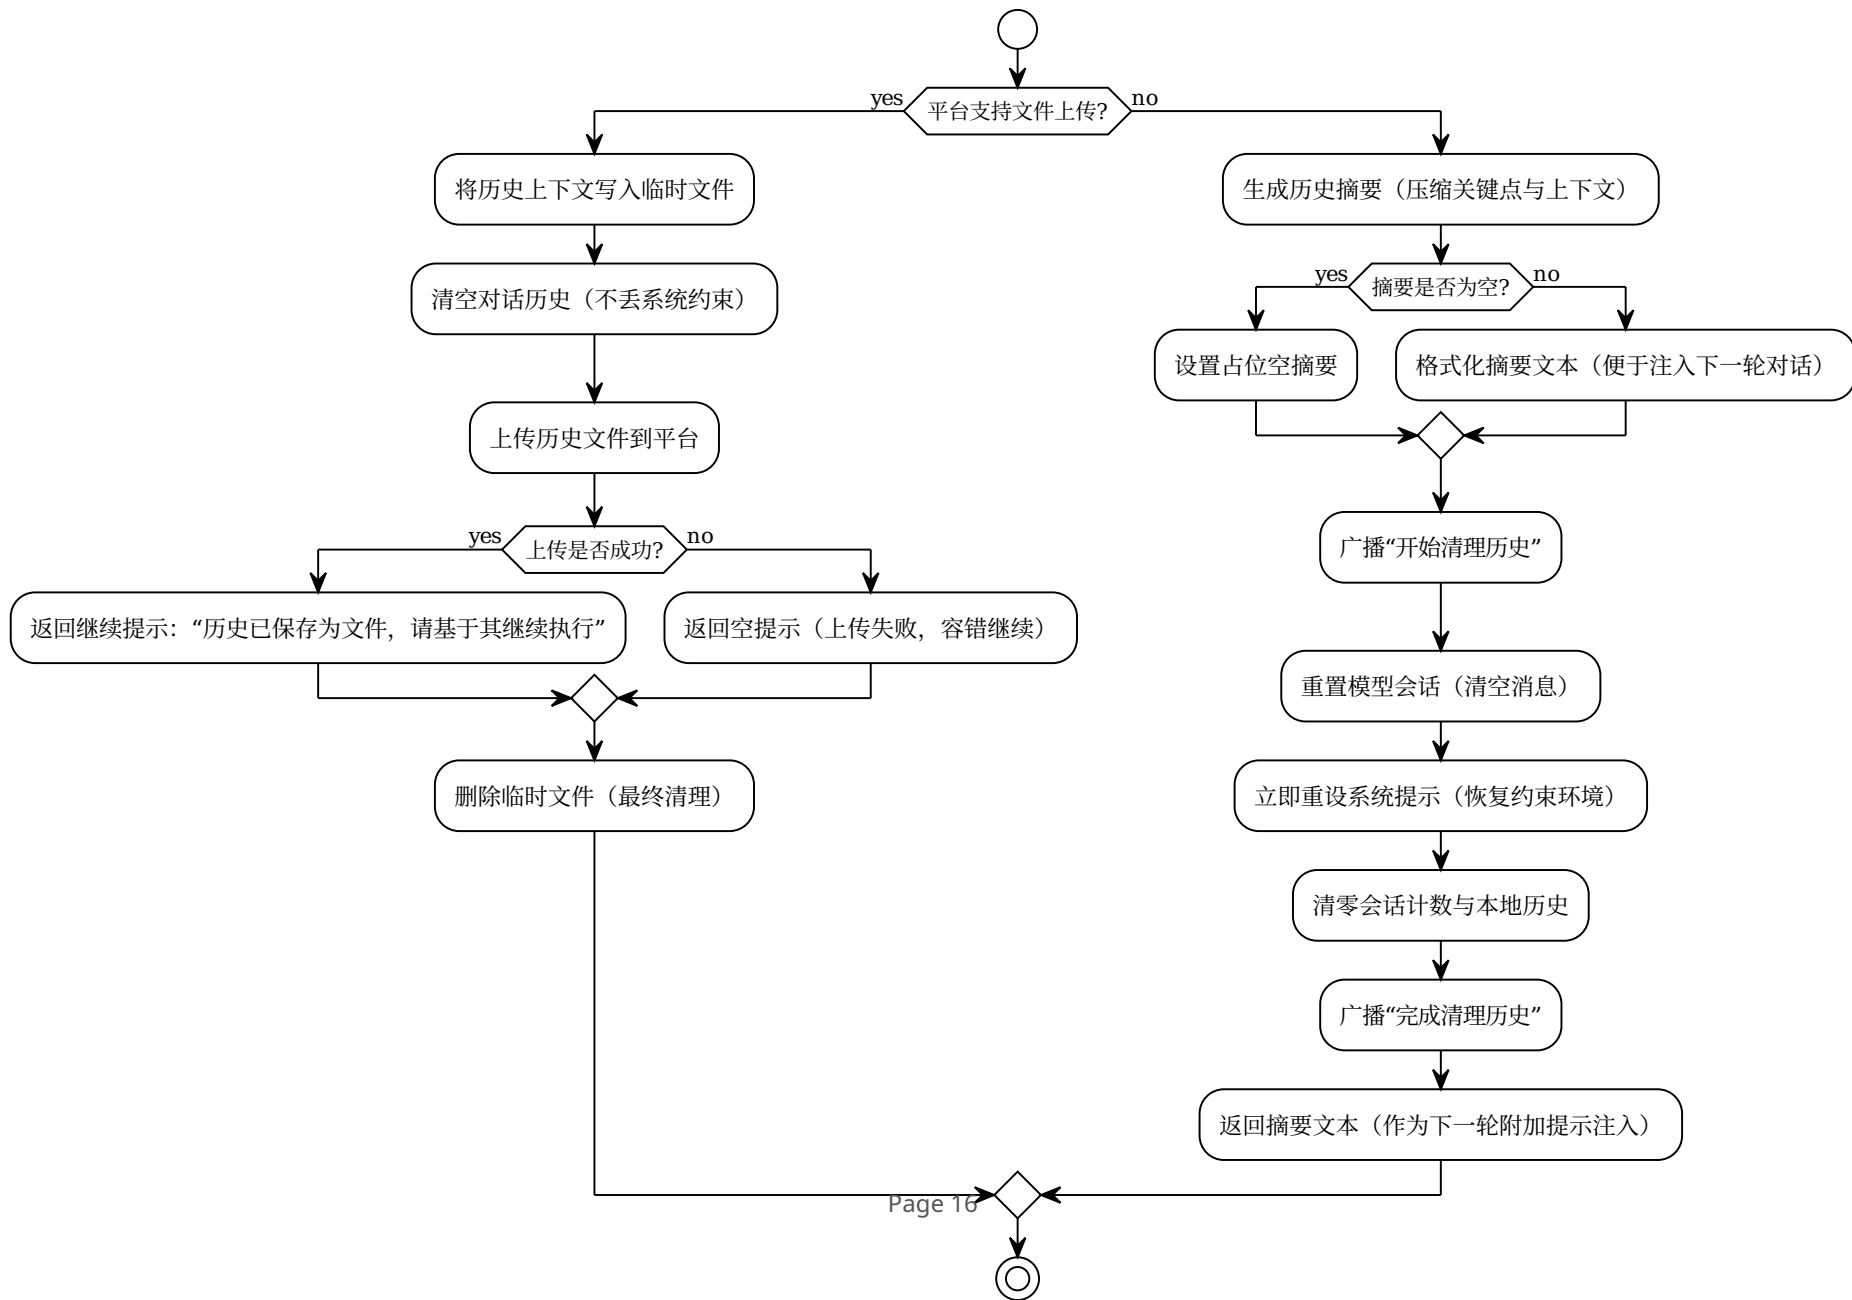 平台支持文件上传?
yes
no
将历史上下文写入临时文件
清空对话历史（不丢系统约束）
上传历史文件到平台
上传是否成功?
yes
no
返回继续提示：“历史已保存为文件，请基于其继续执行”
返回空提示（上传失败，容错继续）
删除临时文件（最终清理）
生成历史摘要（压缩关键点与上下文）
摘要是否为空?
yes
no
设置占位空摘要
格式化摘要文本（便于注入下一轮对话）
广播“开始清理历史”
重置模型会话（清空消息）
立即重设系统提示（恢复约束环境）
清零会话计数与本地历史
广播“完成清理历史”
返回摘要文本（作为下一轮附加提示注入）
Page 16